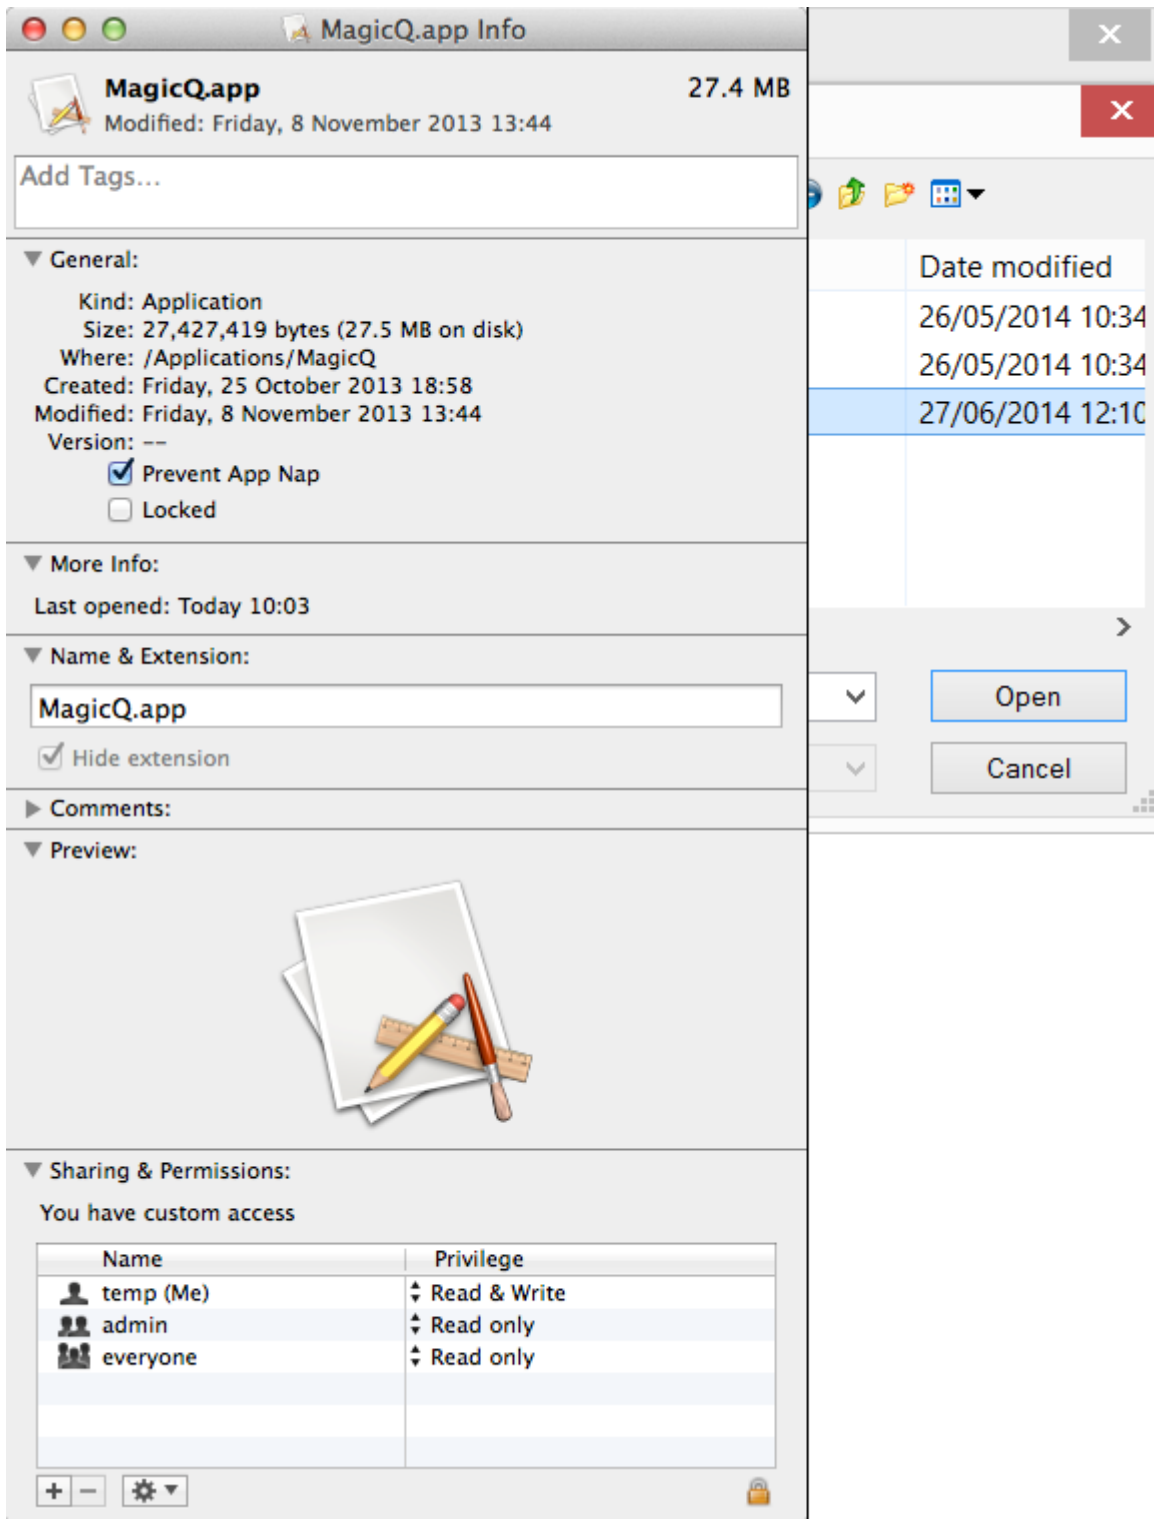 MagicQ.app Info
MagicQ.app 27.4 MB
Modified: Friday, 8 November 2013 13:44
Add Tags...
General:
Kind: Application
Size: 27,427,419 bytes (27.5 MB on disk)
Where: /Applications/MagicQ
Created: Friday, 25 October 2013 18:58
Modified: Friday, 8 November 2013 13:44
Version: --
Prevent App Nap
Locked
More Info:
Last opened: Today 10:03
Name & Extension:
MagicQ.app
Hide extension
Comments:
Preview:
Sharing & Permissions:
You have custom access
Name Privilege
temp (Me) Read & Write
admin Read only
everyone Read only
Date modified
26/05/2014 10:34
26/05/2014 10:34
27/06/2014 12:10
Open
Cancel